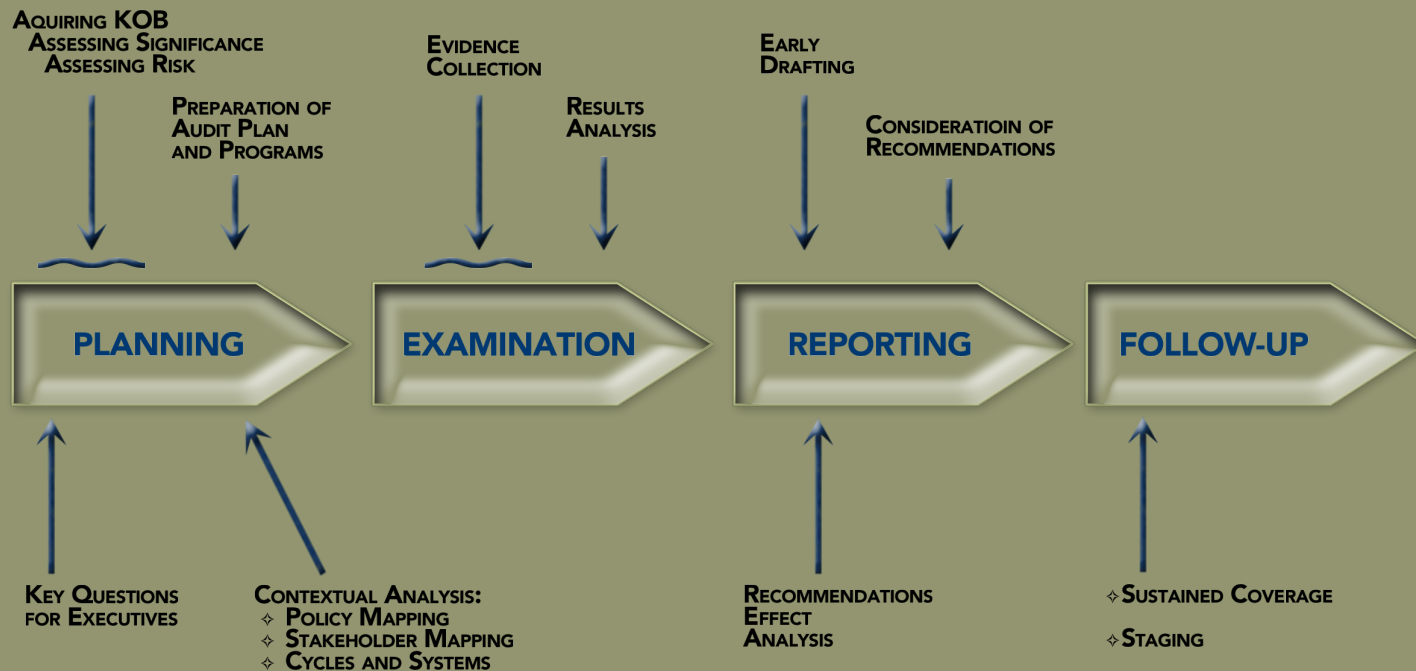 AQUIRING KOB
ASSESSING SIGNIFICANCE
ASSESSING RISK
PREPARATION OF
AUDIT PLAN
AND PROGRAMS
EVIDENCE
COLLECTION
RESULTS
ANALYSIS
EARLY
DRAFTING
CONSIDERATIOIN OF
RECOMMENDATIONS
PLANNING
EXAMINATION
REPORTING
FOLLOW-UP
KEY QUESTIONS
FOR EXECUTIVES
CONTEXTUAL ANALYSIS:
✧ POLICY MAPPING
✧ STAKEHOLDER MAPPING
✧ CYCLES AND SYSTEMS
RECOMMENDATIONS
EFFECT
ANALYSIS
✧ SUSTAINED COVERAGE
✧ STAGING